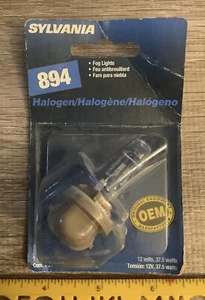 SYLVANIA
894
Fog Lights
Feu antibrouillard
Faro para niebla
Halogen/Halogène/Halógeno
OEM
12 volts, 37.5 watts
Tensión: 12V, 37.5 watts